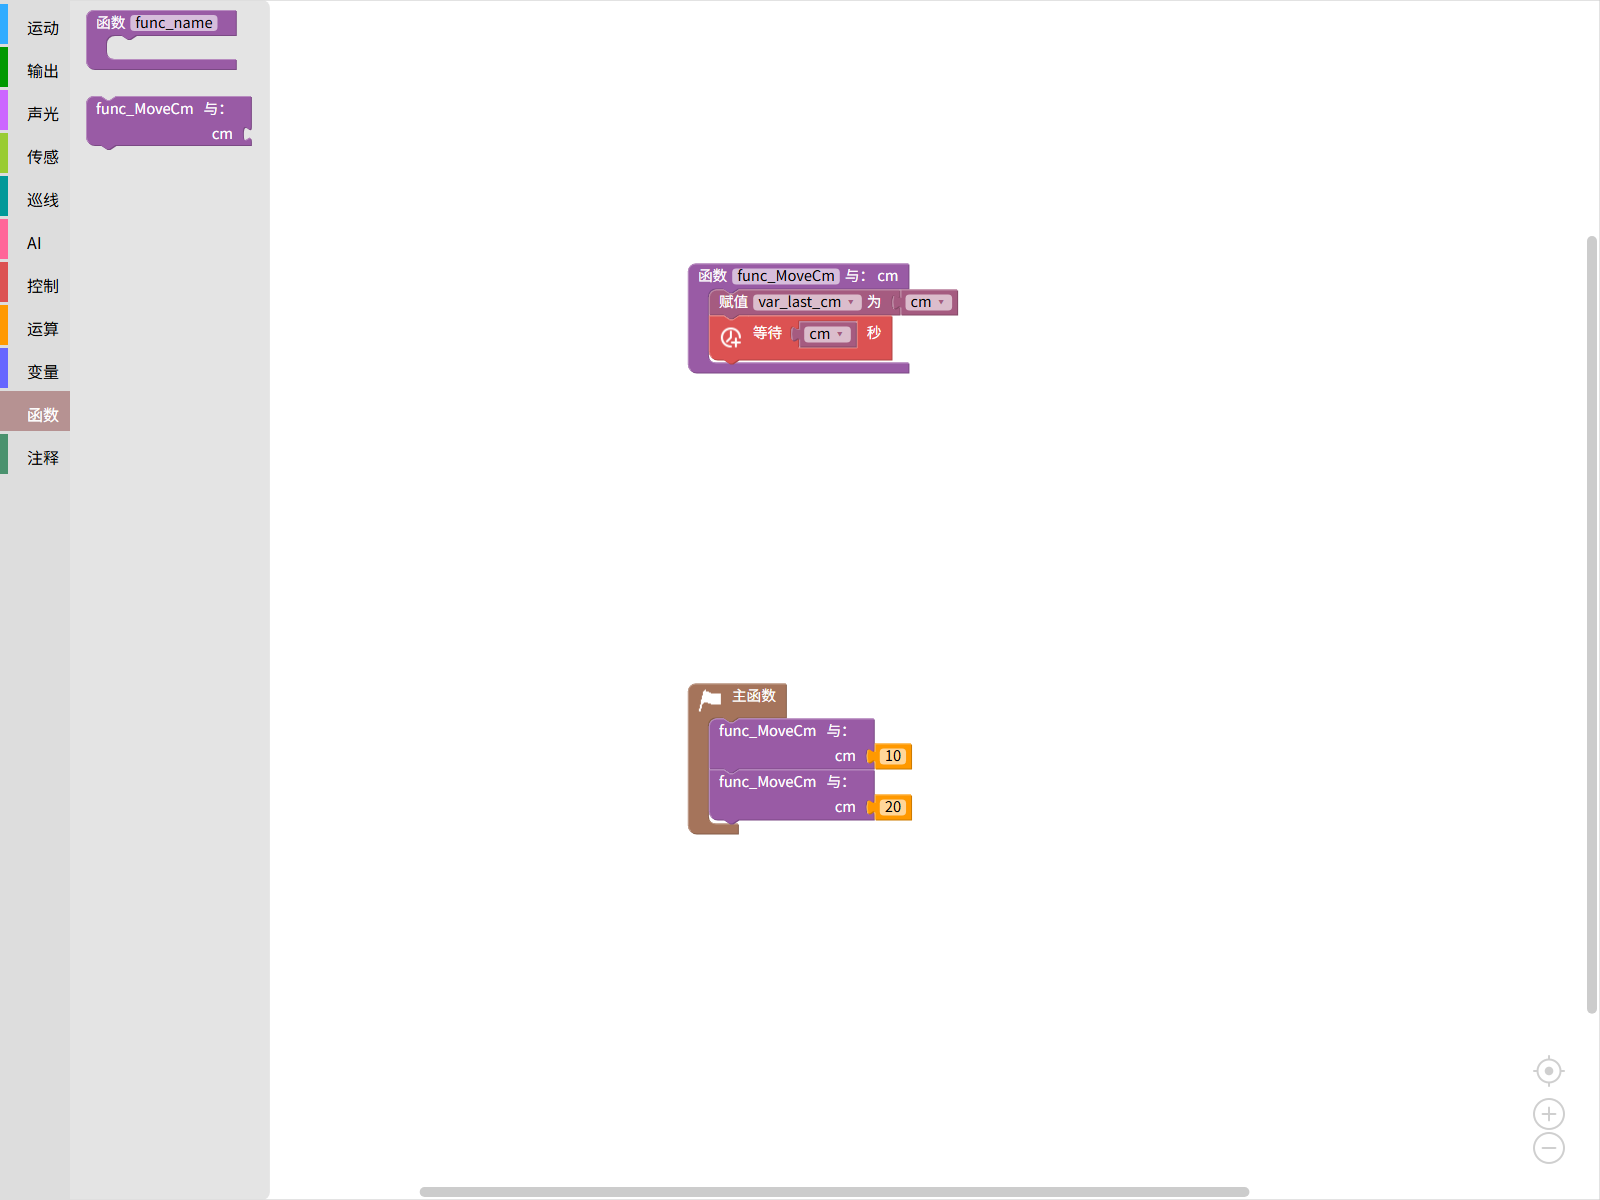 运动
输出
声光
传感
巡线
AI
控制
运算
变量
函数
注释
函数 func_name
func_MoveCm 与：
cm
函数 func_MoveCm 与： cm
赋值 var_last_cm 为 cm
等待 cm 秒
主函数
func_MoveCm 与：
cm 10
func_MoveCm 与：
cm 20